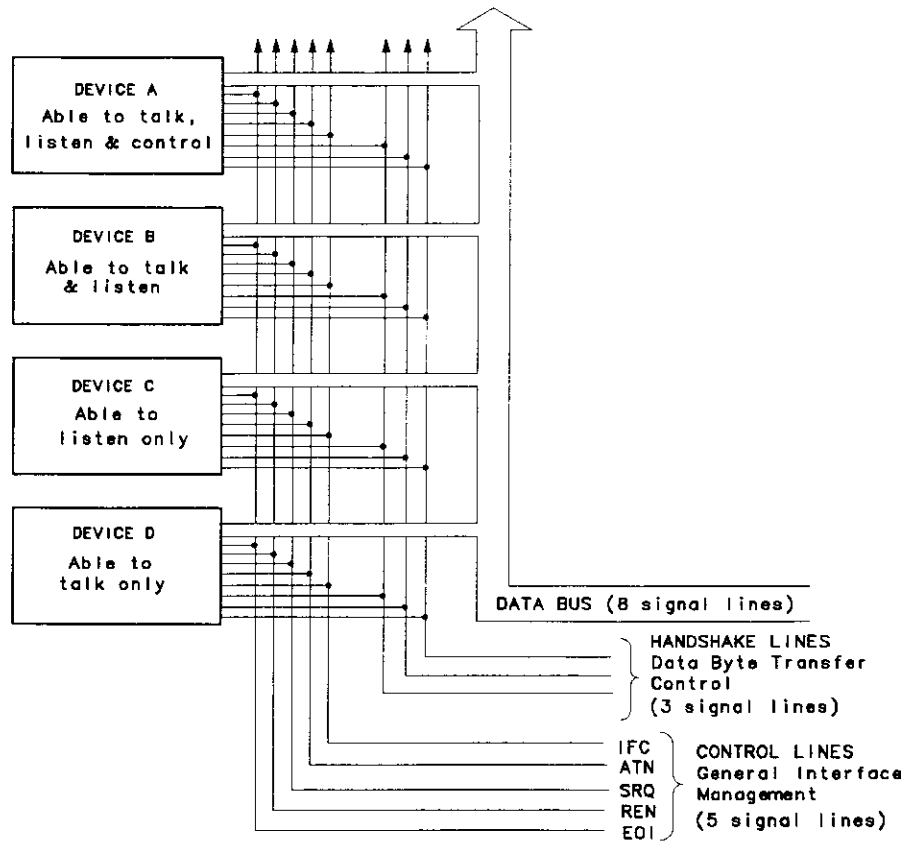 DEVICE A
Able to talk,
listen & control
DEVICE B
Able to talk
& listen
DEVICE C
Able to
listen only
DEVICE D
Able to
talk only
DATA BUS (8 signal lines)
HANDSHAKE LINES
Data Byte Transfer
Control
(3 signal lines)
IFC
ATN
SRQ
REN
EOI
CONTROL LINES
General Interface
Management
(5 signal lines)